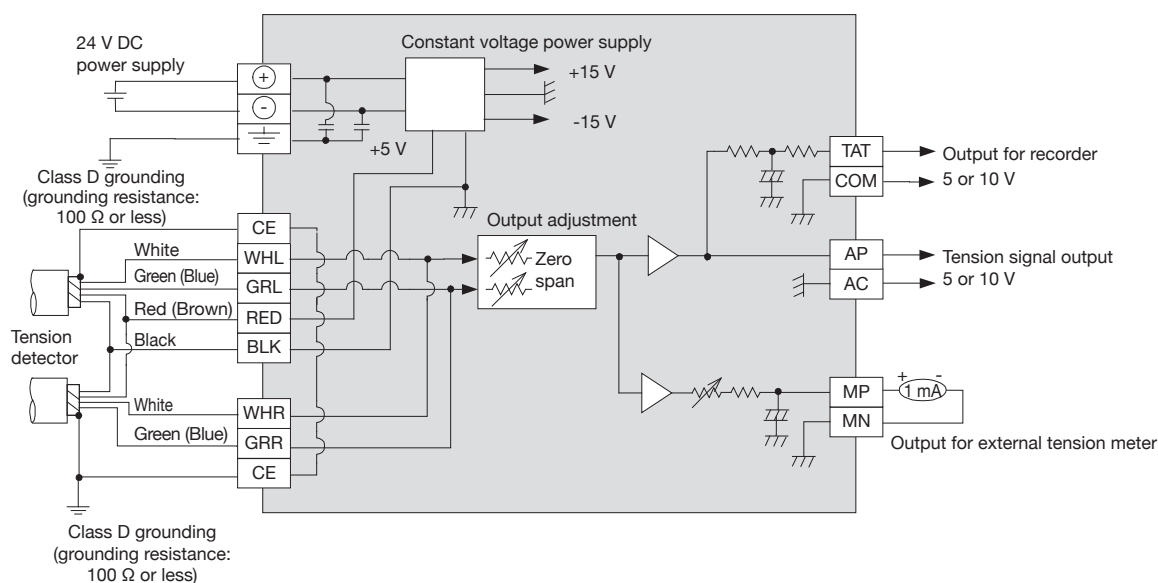 24 V DC
power supply
Constant voltage power supply
+
-
+15 V
-15 V
+5 V
Class D grounding
(grounding resistance:
100 Ω or less)
TAT
COM
Output for recorder
5 or 10 V
Output adjustment
Zero
span
CE
WHL
GRL
RED
BLK
White
Green (Blue)
Red (Brown)
Black
Tension
detector
AP
AC
Tension signal output
5 or 10 V
White
Green (Blue)
WHR
GRR
CE
MP
MN
+ -
1 mA
Output for external tension meter
Class D grounding
(grounding resistance:
100 Ω or less)